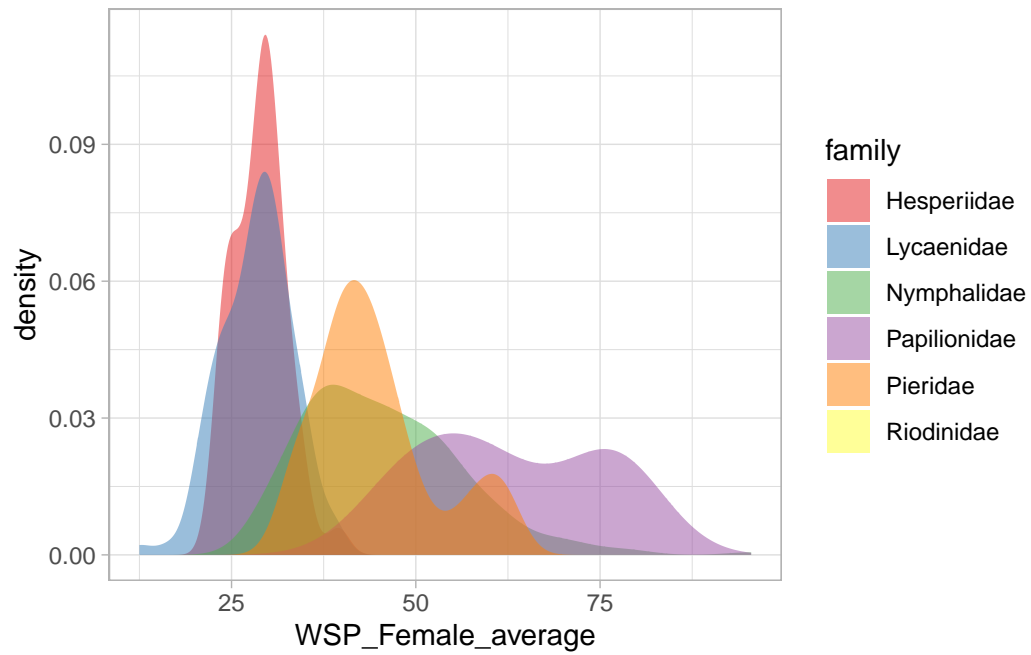 0.09
0.06
0.03
0.00
density
25 50 75
WSP_Female_average
family
Hesperiidae
Lycaenidae
Nymphalidae
Papilionidae
Pieridae
Riodinidae